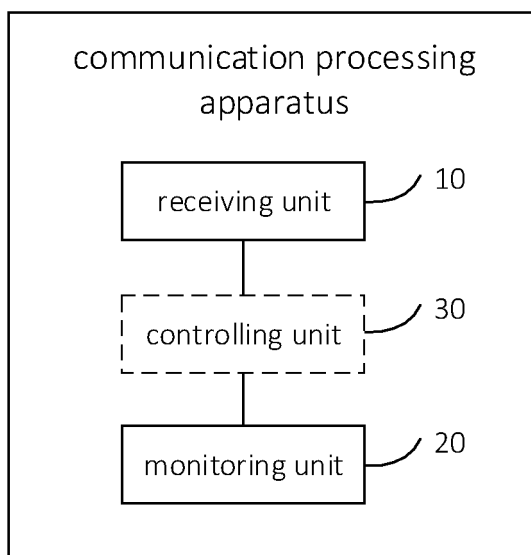 communication processing
apparatus
receiving unit
10
controlling unit
30
monitoring unit
20